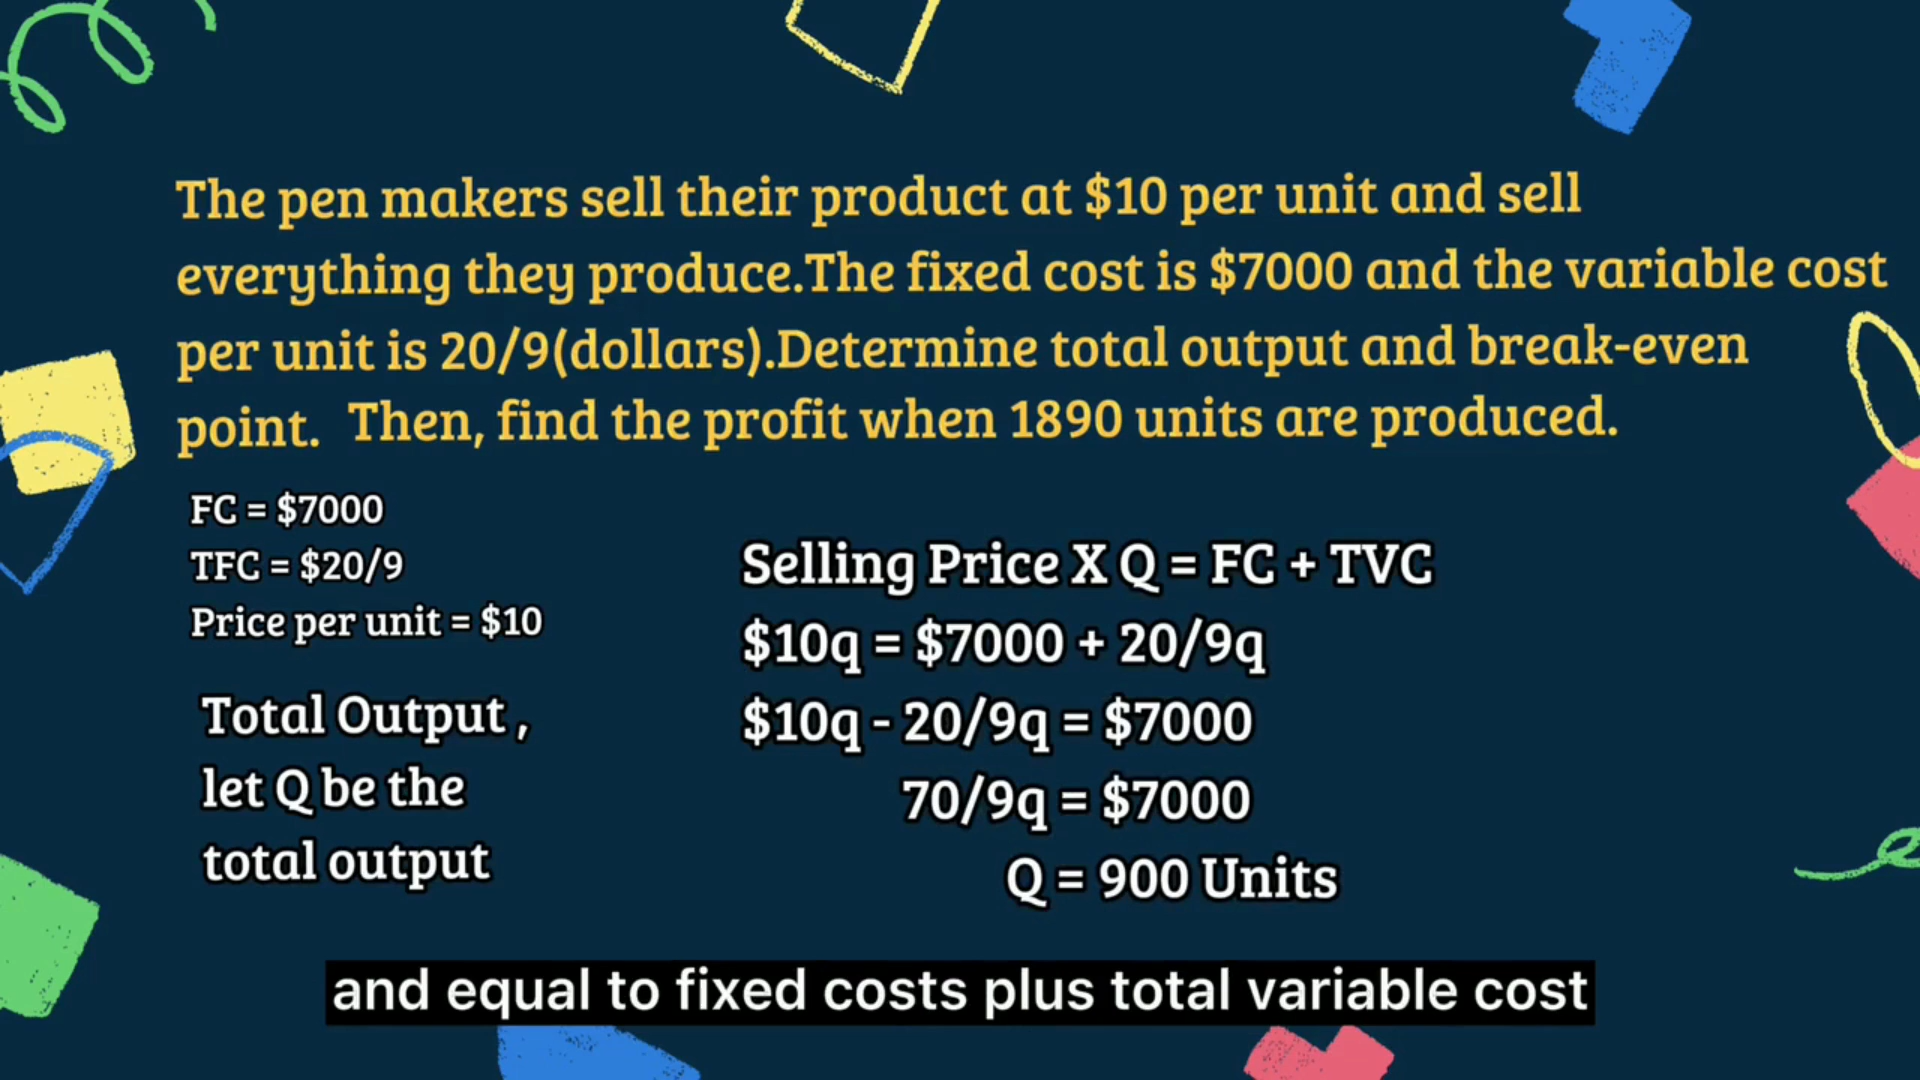 The pen makers sell their product at $10 per unit and sell
everything they produce.The fixed cost is $7000 and the variable cost
per unit is 20/9(dollars).Determine total output and break-even
point. Then, find the profit when 1890 units are produced.
FC = $7000
TFC = $20/9
Price per unit = $10
Total Output ,
let Q be the
total output
Selling Price X Q = FC + TVC
$10q = $7000 + 20/9q
$10q - 20/9q = $7000
70/9q = $7000
Q = 900 Units
and equal to fixed costs plus total variable cost